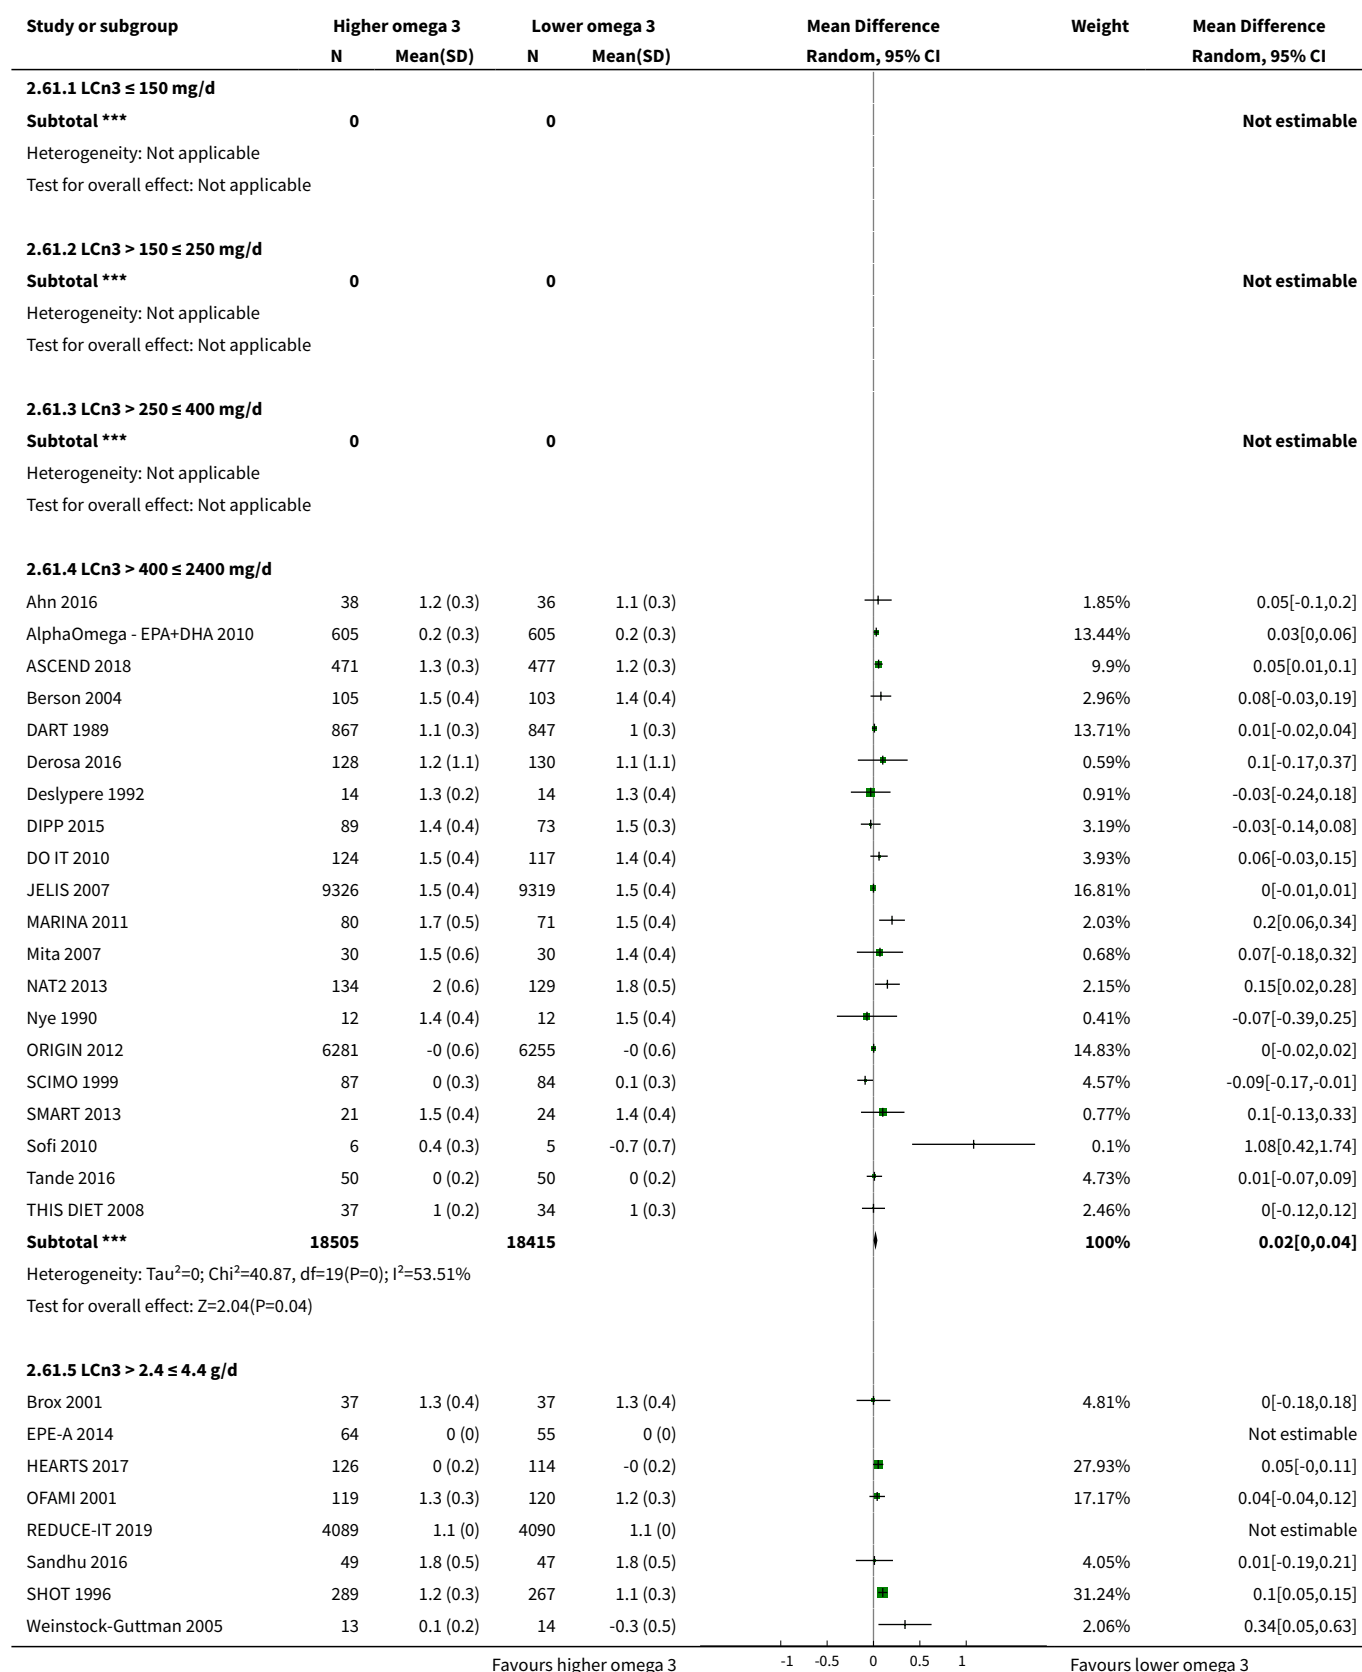 Study or subgroup Higher omega 3 Lower omega 3 Mean Difference Weight Mean Difference
N Mean(SD) N Mean(SD) Random, 95% CI Random, 95% CI
2.61.1 LCn3 ≤ 150 mg/d
Subtotal *** 0 0 Not estimable
Heterogeneity: Not applicable
Test for overall effect: Not applicable
2.61.2 LCn3 > 150 ≤ 250 mg/d
Subtotal *** 0 0 Not estimable
Heterogeneity: Not applicable
Test for overall effect: Not applicable
2.61.3 LCn3 > 250 ≤ 400 mg/d
Subtotal *** 0 0 Not estimable
Heterogeneity: Not applicable
Test for overall effect: Not applicable
2.61.4 LCn3 > 400 ≤ 2400 mg/d
Ahn 2016 38 1.2 (0.3) 36 1.1 (0.3) 1.85% 0.05[-0.1,0.2]
AlphaOmega - EPA+DHA 2010 605 0.2 (0.3) 605 0.2 (0.3) 13.44% 0.03[0,0.06]
ASCEND 2018 471 1.3 (0.3) 477 1.2 (0.3) 9.9% 0.05[0.01,0.1]
Berson 2004 105 1.5 (0.4) 103 1.4 (0.4) 2.96% 0.08[-0.03,0.19]
DART 1989 867 1.1 (0.3) 847 1 (0.3) 13.71% 0.01[-0.02,0.04]
Derosa 2016 128 1.2 (1.1) 130 1.1 (1.1) 0.59% 0.1[-0.17,0.37]
Deslypere 1992 14 1.3 (0.2) 14 1.3 (0.4) 0.91% -0.03[-0.24,0.18]
DIPP 2015 89 1.4 (0.4) 73 1.5 (0.3) 3.19% -0.03[-0.14,0.08]
DO IT 2010 124 1.5 (0.4) 117 1.4 (0.4) 3.93% 0.06[-0.03,0.15]
JELIS 2007 9326 1.5 (0.4) 9319 1.5 (0.4) 16.81% 0[-0.01,0.01]
MARINA 2011 80 1.7 (0.5) 71 1.5 (0.4) 2.03% 0.2[0.06,0.34]
Mita 2007 30 1.5 (0.6) 30 1.4 (0.4) 0.68% 0.07[-0.18,0.32]
NAT2 2013 134 2 (0.6) 129 1.8 (0.5) 2.15% 0.15[0.02,0.28]
Nye 1990 12 1.4 (0.4) 12 1.5 (0.4) 0.41% -0.07[-0.39,0.25]
ORIGIN 2012 6281 -0 (0.6) 6255 -0 (0.6) 14.83% 0[-0.02,0.02]
SCIMO 1999 87 0 (0.3) 84 0.1 (0.3) 4.57% -0.09[-0.17,-0.01]
SMART 2013 21 1.5 (0.4) 24 1.4 (0.4) 0.77% 0.1[-0.13,0.33]
Sofi 2010 6 0.4 (0.3) 5 -0.7 (0.7) 0.1% 1.08[0.42,1.74]
Tande 2016 50 0 (0.2) 50 0 (0.2) 4.73% 0.01[-0.07,0.09]
THIS DIET 2008 37 1 (0.2) 34 1 (0.3) 2.46% 0[-0.12,0.12]
Subtotal *** 18505 18415 100% 0.02[0,0.04]
Heterogeneity: Tau²=0; Chi²=40.87, df=19(P=0); I²=53.51%
Test for overall effect: Z=2.04(P=0.04)
2.61.5 LCn3 > 2.4 ≤ 4.4 g/d
Brox 2001 37 1.3 (0.4) 37 1.3 (0.4) 4.81% 0[-0.18,0.18]
EPE-A 2014 64 0 (0) 55 0 (0) Not estimable
HEARTS 2017 126 0 (0.2) 114 -0 (0.2) 27.93% 0.05[-0,0.11]
OFAMI 2001 119 1.3 (0.3) 120 1.2 (0.3) 17.17% 0.04[-0.04,0.12]
REDUCE-IT 2019 4089 1.1 (0) 4090 1.1 (0) Not estimable
Sandhu 2016 49 1.8 (0.5) 47 1.8 (0.5) 4.05% 0.01[-0.19,0.21]
SHOT 1996 289 1.2 (0.3) 267 1.1 (0.3) 31.24% 0.1[0.05,0.15]
Weinstock-Guttman 2005 13 0.1 (0.2) 14 -0.3 (0.5) 2.06% 0.34[0.05,0.63]
Favours higher omega 3 -1 -0.5 0 0.5 1 Favours lower omega 3